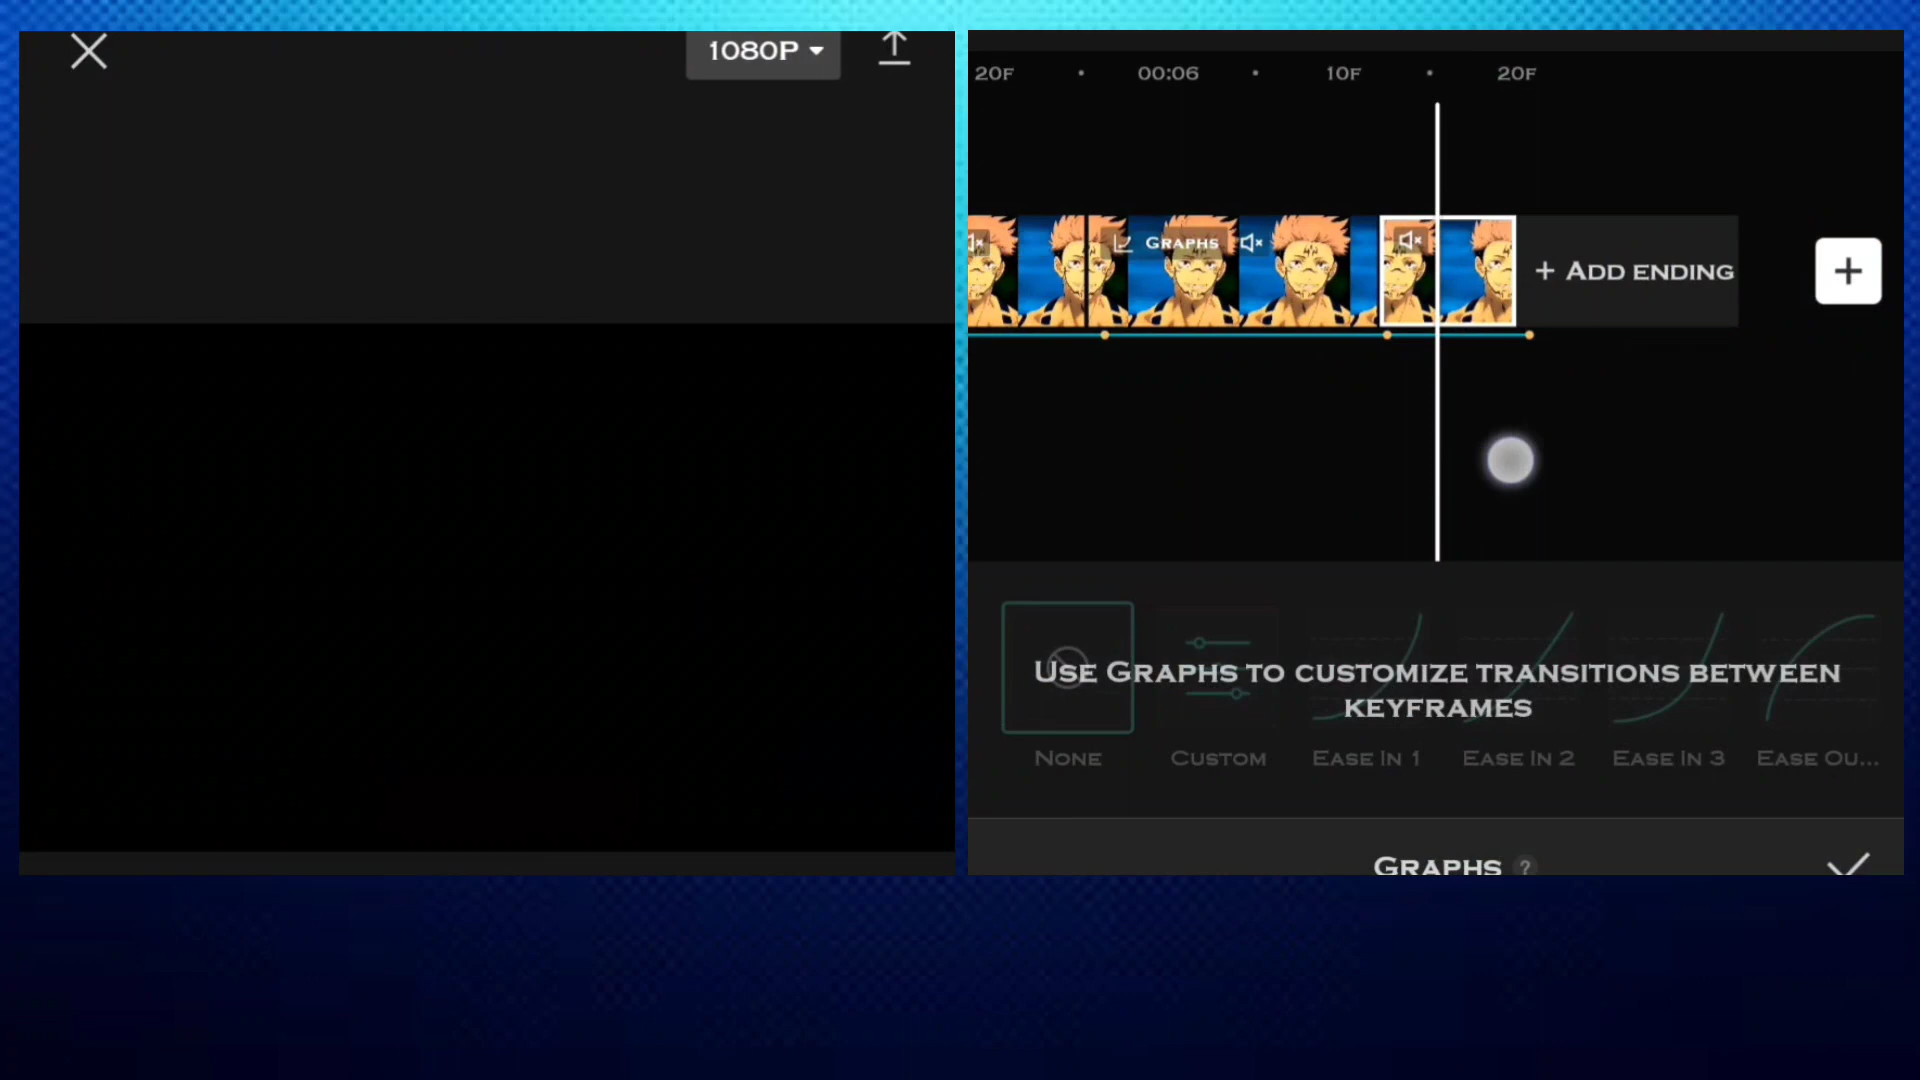 1080P
20F
00:06
10F
20F
GRAPHS
+ ADD ENDING
USE GRAPHS TO CUSTOMIZE TRANSITIONS BETWEEN
KEYFRAMES
NONE
CUSTOM
EASE IN 1
EASE IN 2
EASE IN 3
EASE OU...
GRAPHS ?